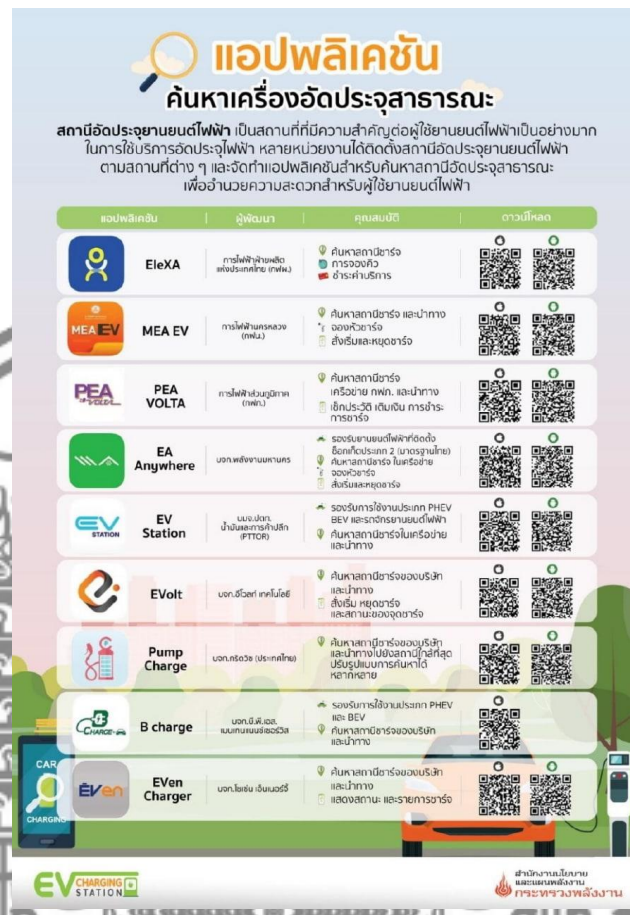 แอปพลิเคชัน
ค้นหาเครื่องอัดประจุสาธารณะ
สถานีอัดประจุยานยนต์ไฟฟ้า เป็นสถานที่ที่มีความสำคัญต่อผู้ใช้ยานยนต์ไฟฟ้าเป็นอย่างมาก
ในการใช้บริการอัดประจุไฟฟ้า หลายหน่วยงานได้ติดตั้งสถานีอัดประจุยานยนต์ไฟฟ้า
ตามสถานที่ต่าง ๆ และจัดทำแอปพลิเคชันสำหรับค้นหาสถานีอัดประจุสาธารณะ
เพื่ออำนวยความสะดวกสำหรับผู้ใช้ยานยนต์ไฟฟ้า
แอปพลิเคชัน ผู้พัฒนา คุณสมบัติ ดาวน์โหลด
EleXA
การไฟฟ้าฝ่ายผลิต
แห่งประเทศไทย (กฟผ.)
ค้นหาสถานีชาร์จ
การจองคิว
ชำระค่าบริการ
MEA EV
MEA EV
การไฟฟ้านครหลวง
(กฟน.)
ค้นหาสถานีชาร์จ และนำทาง
จองหัวชาร์จ
สั่งเริ่มและหยุดชาร์จ
PEA
VOLTA
PEA
VOLTA
การไฟฟ้าส่วนภูมิภาค
(กฟภ.)
ค้นหาสถานีชาร์จ
เครือข่าย กฟภ. และนำทาง
เช็กประวัติ เติมเงิน การชำระ
การชาร์จ
EA
Anywhere
บจก.พลังงานมหานคร
รองรับยานยนต์ไฟฟ้าที่ติดตั้ง
ซ็อกเก็ตประเภท 2 (มาตรฐานไทย)
ค้นหาสถานีชาร์จ ในเครือข่าย
จองหัวชาร์จ
สั่งเริ่มและหยุดชาร์จ
EV
STATION
EV
Station
บมจ.ปตท.
น้ำมันและการค้าปลีก
(PTTOR)
รองรับการใช้งานประเภท PHEV
BEV และรถจักรยานยนต์ไฟฟ้า
ค้นหาสถานีชาร์จในเครือข่าย
และนำทาง
EVolt
บจก.อีโวลท์ เทคโนโลยี
ค้นหาสถานีชาร์จของบริษัท
และนำทาง
สั่งเริ่ม หยุดชาร์จ
และสถานะของจุดชาร์จ
Pump
Charge
บจก.กริดวิซ (ประเทศไทย)
ค้นหาสถานีชาร์จของบริษัท
และนำทางไปยังสถานีใกล้ที่สุด
ปรับรูปแบบการค้นหาได้
หลากหลาย
CHARGE
B charge
บจก.บี.พี.เอส.
เมนเทนแนนซ์เซอร์วิส
รองรับการใช้งานประเภท PHEV
และ BEV
ค้นหาสถานีชาร์จของบริษัท
และนำทาง
EVen
EVen
Charger
บจก.โชเซ่น เอ็นเนอร์จี้
ค้นหาสถานีชาร์จของบริษัท
และนำทาง
แสดงสถานะ และรายการชาร์จ
CAR
CHARGING
EV CHARGING
STATION
สำนักงานนโยบาย
และแผนพลังงาน
กระทรวงพลังงาน